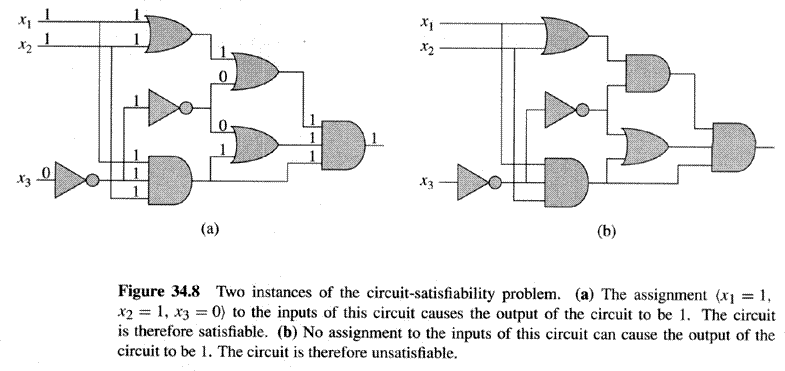 x1 1 1
x2 1 1
1
0
1
1
0
1
1
1
1
1
1
1
1
x3 0
(a)
x1
x2
x3
(b)
Figure 34.8 Two instances of the circuit-satisfiability problem. (a) The assignment ⟨x1 = 1,
x2 = 1, x3 = 0⟩ to the inputs of this circuit causes the output of the circuit to be 1. The circuit
is therefore satisfiable. (b) No assignment to the inputs of this circuit can cause the output of the
circuit to be 1. The circuit is therefore unsatisfiable.